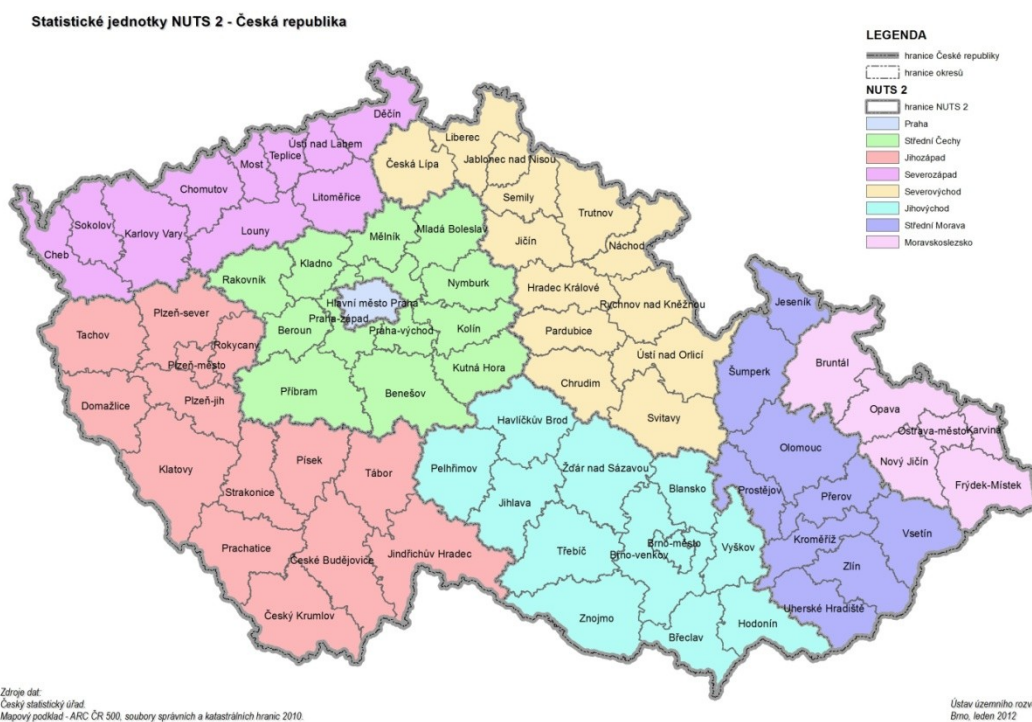 Statistické jednotky NUTS 2 - Česká republika
LEGENDA
hranice České republiky
hranice okresů
NUTS 2
hranice NUTS 2
Praha
Střední Čechy
Jihozápad
Severozápad
Severovýchod
Jihovýchod
Střední Morava
Moravskoslezsko
Děčín
Liberec
Ústí nad Labem
Teplice
Most
Česká Lípa
Jablonec nad Nisou
Chomutov
Litoměřice
Semily
Trutnov
Sokolov
Karlovy Vary
Louny
Mělník
Mladá Boleslav
Jičín
Náchod
Cheb
Kladno
Rakovník
Nymburk
Hradec Králové
Hlavní město Praha
Rychnov nad Kněžnou
Jeseník
Plzeň-sever
Praha-západ
Tachov
Beroun
Praha-východ
Kolín
Pardubice
Rokycany
Ústí nad Orlicí
Plzeň-město
Kutná Hora
Šumperk
Bruntál
Chrudim
Příbram
Benešov
Plzeň-jih
Domažlice
Svitavy
Opava
Havlíčkův Brod
Ostrava-město
Karviná
Olomouc
Písek
Tábor
Pelhřimov
Žďár nad Sázavou
Klatovy
Nový Jičín
Strakonice
Blansko
Prostějov
Přerov
Frýdek-Místek
Jihlava
Vsetín
Kroměříž
Brno-město
Prachatice
České Budějovice
Jindřichův Hradec
Třebíč
Brno-venkov
Vyškov
Zlín
Uherské Hradiště
Český Krumlov
Znojmo
Hodonín
Břeclav
Zdroje dat:
Český statistický úřad.
Mapový podklad - ARC ČR 500, soubory správních a katastrálních hranic 2010.
Ústav územního rozv
Brno, leden 2012